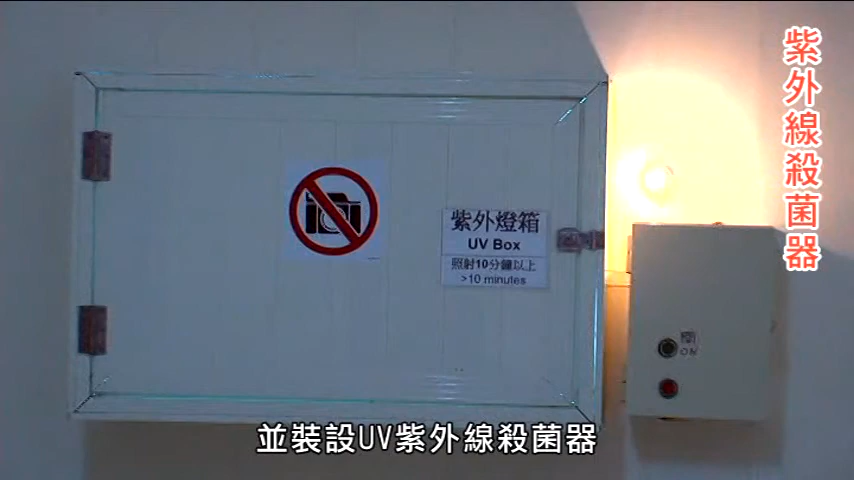 紫外線殺菌器
紫外燈箱
UV Box
照射10分鐘以上
>10 minutes
開
ON
並裝設UV紫外線殺菌器